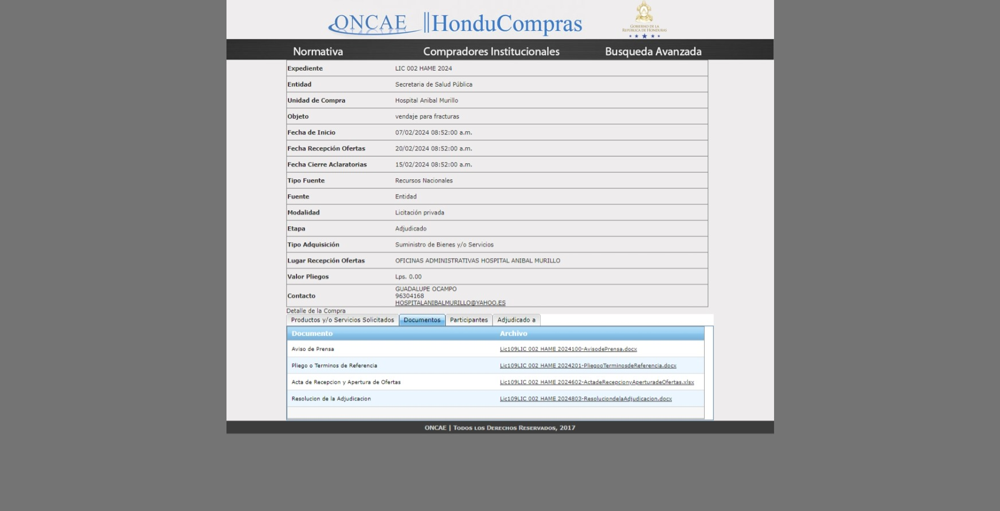 ONCAE || HonduCompras
GOBIERNO DE LA
REPÚBLICA DE HONDURAS
Normativa Compradores Institucionales Busqueda Avanzada
Expediente LIC 002 HAME 2024
Entidad Secretaria de Salud Pública
Unidad de Compra Hospital Anibal Murillo
Objeto vendaje para fracturas
Fecha de Inicio 07/02/2024 08:52:00 a.m.
Fecha Recepción Ofertas 20/02/2024 08:52:00 a.m.
Fecha Cierre Aclaratorias 15/02/2024 08:52:00 a.m.
Tipo Fuente Recursos Nacionales
Fuente Entidad
Modalidad Licitación privada
Etapa Adjudicado
Tipo Adquisición Suministro de Bienes y/o Servicios
Lugar Recepción Ofertas OFICINAS ADMINISTRATIVAS HOSPITAL ANIBAL MURILLO
Valor Pliegos Lps. 0.00
Contacto GUADALUPE OCAMPO
96304168
HOSPITALANIBALMURILLO@YAHOO.ES
Detalle de la Compra
Productos y/o Servicios Solicitados Documentos Participantes Adjudicado a
Documento Archivo
Aviso de Prensa Lic109LIC 002 HAME 2024100-AvisodePrensa.docx
Pliego o Terminos de Referencia Lic109LIC 002 HAME 2024201-PliegooTerminosdeReferencia.docx
Acta de Recepcion y Apertura de Ofertas Lic109LIC 002 HAME 2024602-ActadeRecepcionyAperturadeOfertas.xlsx
Resolucion de la Adjudicacion Lic109LIC 002 HAME 2024803-ResoluciondelaAdjudicacion.docx
ONCAE | TODOS LOS DERECHOS RESERVADOS, 2017